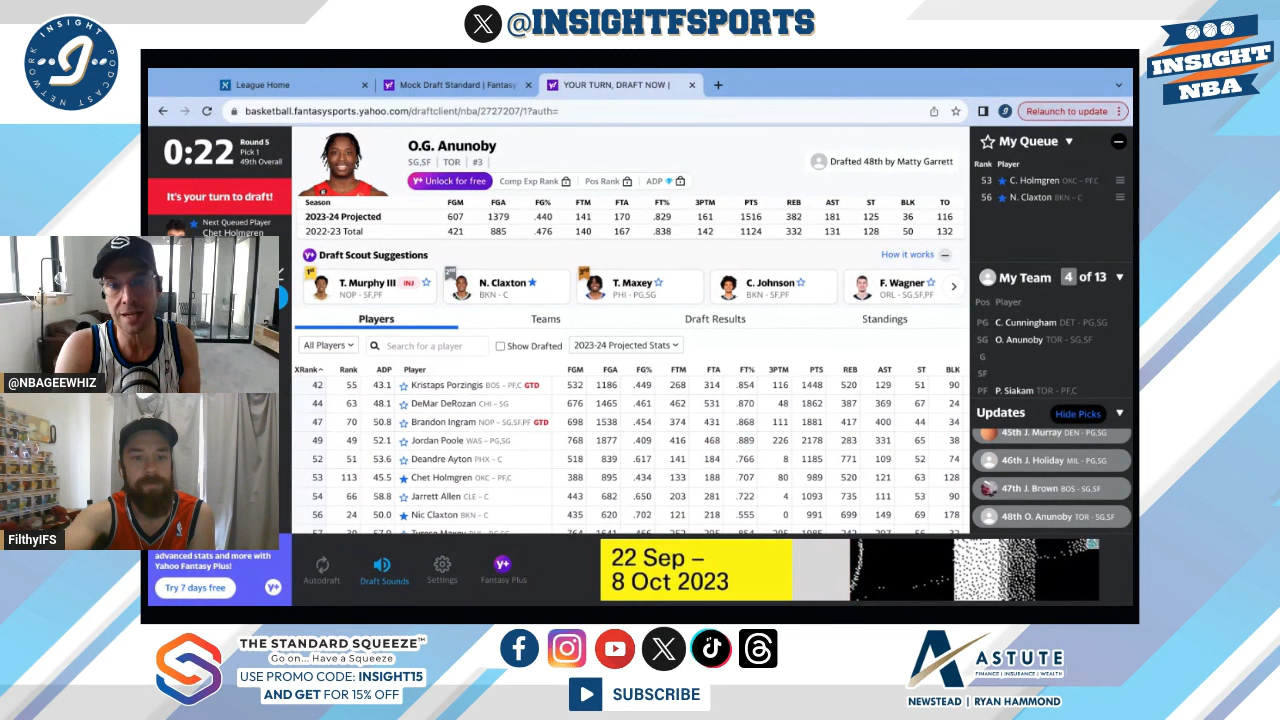 @INSIGHTFSPORTS
INSIGHT
PODCAST NETWORK
INSIGHT
NBA
League Home
Mock Draft Standard | Fantasy
YOUR TURN, DRAFT NOW |
basketball.fantasysports.yahoo.com/draftclient/nba/2727207/1?auth=
Relaunch to update
0:22
Round 5
Pick 1
49th Overall
It's your turn to draft!
Next Queued Player
Chet Holmgren
O.G. Anunoby
SG,SF | TOR | #3
Y+ Unlock for free
Comp Exp Rank
Pos Rank
ADP
Drafted 48th by Matty Garrett
Season FGM FGA FG% FTM FTA FT% 3PTM PTS REB AST ST BLK TO
2023-24 Projected 607 1379 .440 141 170 .829 161 1516 382 181 125 36 116
2022-23 Total 421 885 .476 140 167 .838 142 1124 332 131 128 50 132
Draft Scout Suggestions
How it works
1st
T. Murphy III INJ
NOP - SF,PF
N. Claxton
BKN - C
T. Maxey
PHI - PG,SG
C. Johnson
BKN - SF,PF
F. Wagner
ORL - SG,SF,PF
Players
Teams
Draft Results
Standings
All Players
Search for a player
Show Drafted
2023-24 Projected Stats
XRank RANK ADP Player FGM FGA FG% FTM FTA FT% 3PTM PTS REB AST ST BLK
42 55 43.1 Kristaps Porzingis BOS - PF,C GTD 532 1186 .449 268 314 .854 116 1448 520 129 51 90
44 63 48.1 DeMar DeRozan CHI - SG 676 1465 .461 462 531 .870 48 1862 387 369 67 24
47 70 50.8 Brandon Ingram NOP - SG,SF,PF GTD 698 1538 .454 374 431 .868 111 1881 417 400 44 34
49 49 52.1 Jordan Poole WAS - PG,SG 658 1877 .409 416 468 .889 226 2178 283 331 65 38
52 51 53.6 Deandre Ayton PHX - C 518 839 .617 141 184 .766 8 1185 771 109 52 74
53 113 45.5 Chet Holmgren OKC - PF,C 388 895 .434 133 188 .707 80 989 520 121 63 128
54 66 58.8 Jarrett Allen CLE - C 443 682 .650 203 281 .722 4 1093 735 111 53 90
56 24 50.0 Nic Claxton BKN - C 435 620 .702 121 218 .555 0 991 699 149 69 178
My Queue
Rank Player
53 C. Holmgren OKC - PF,C
56 N. Claxton BKN - C
My Team 4 of 13
Pos Player
PG C. Cunningham DET - PG,SG
SG O. Anunoby TOR - SG,SF
G
SF
PF P. Siakam TOR - PF,C
Updates
Hide Picks
45th J. Murray DEN - PG,SG
46th J. Holiday MIL - PG,SG
47th J. Brown BOS - SG,SF
48th O. Anunoby TOR - SG,SF
@NBAGEEWHIZ
FilthyIFS
advanced stats and more with
Yahoo Fantasy Plus!
Try 7 days free
Y+
Autodraft
Draft Sounds
Settings
Fantasy Plus
22 Sep –
8 Oct 2023
THE STANDARD SQUEEZE™
Go on... Have a Squeeze
USE PROMO CODE: INSIGHT15
AND GET FOR 15% OFF
SUBSCRIBE
ASTUTE
FINANCE | INSURANCE | WEALTH
NEWSTEAD | RYAN HAMMOND